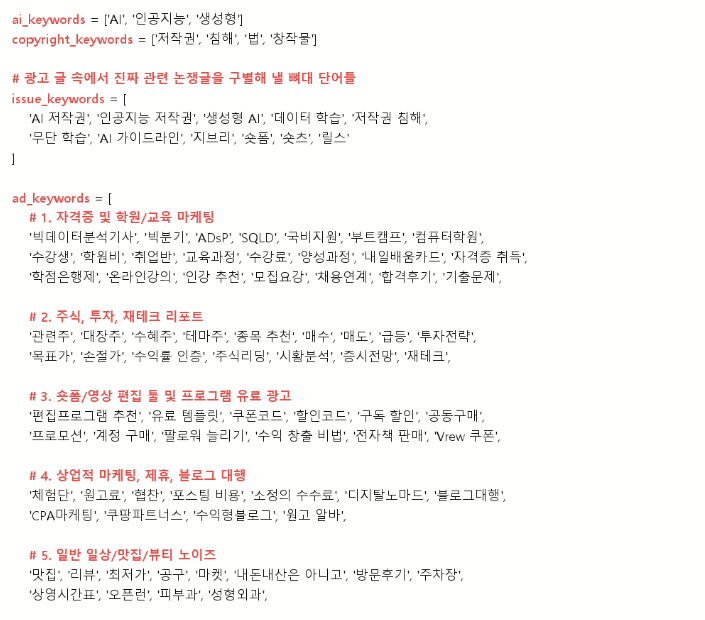 ai_keywords = ['AI', '인공지능', '생성형']
copyright_keywords = ['저작권', '침해', '법', '창작물']
# 광고 글 속에서 진짜 관련 논쟁글을 구별해 낼 뼈대 단어들
issue_keywords = [
'AI 저작권', '인공지능 저작권', '생성형 AI', '데이터 학습', '저작권 침해',
'무단 학습', 'AI 가이드라인', '지브리', '숏폼', '숏츠', '릴스'
]
ad_keywords = [
# 1. 자격증 및 학원/교육 마케팅
'빅데이터분석기사', '빅분기', 'ADsP', 'SQLD', '국비지원', '부트캠프', '컴퓨터학원',
'수강생', '학원비', '취업반', '교육과정', '수강료', '양성과정', '내일배움카드', '자격증 취득',
'학점은행제', '온라인강의', '인강 추천', '모집요강', '채용연계', '합격후기', '기출문제',
# 2. 주식, 투자, 재테크 리포트
'관련주', '대장주', '수혜주', '테마주', '종목 추천', '매수', '매도', '급등', '투자전략',
'목표가', '손절가', '수익률 인증', '주식리딩', '시황분석', '증시전망', '재테크',
# 3. 숏폼/영상 편집 툴 및 프로그램 유료 광고
'편집프로그램 추천', '유료 템플릿', '쿠폰코드', '할인코드', '구독 할인', '공동구매',
'프로모션', '계정 구매', '팔로워 늘리기', '수익 창출 비법', '전자책 판매', 'Vrew 쿠폰',
# 4. 상업적 마케팅, 제휴, 블로그 대행
'체험단', '원고료', '협찬', '포스팅 비용', '소정의 수수료', '디지털노마드', '블로그대행',
'CPA마케팅', '쿠팡파트너스', '수익형블로그', '원고 알바',
# 5. 일반 일상/맛집/뷰티 노이즈
'맛집', '리뷰', '최저가', '공구', '마켓', '내돈내산은 아니고', '방문후기', '주차장',
'상영시간표', '오픈런', '피부과', '성형외과',